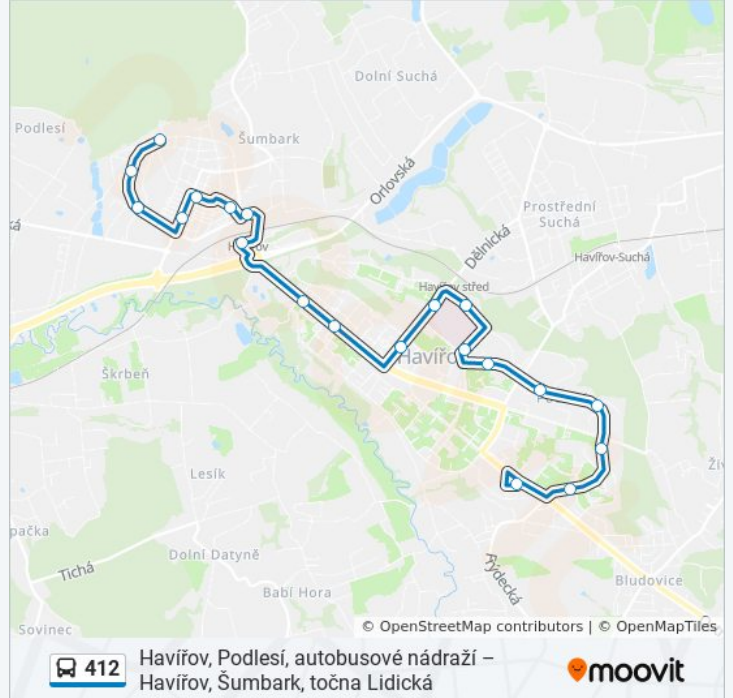 Dolní Suchá
Podlesí
Šumbark
Orlovská
Prostřední
Suchá
Dělnická
Havířov-Suchá
Havířov střed
Havířo
Škrbeň
Lesík
Dolní Datyně
Tichá
Babí Hora
Bludovice
Sovinec
© OpenStreetMap contributors | © OpenMapTiles
412
Havířov, Podlesí, autobusové nádraží –
Havířov, Šumbark, točna Lidická
moovit